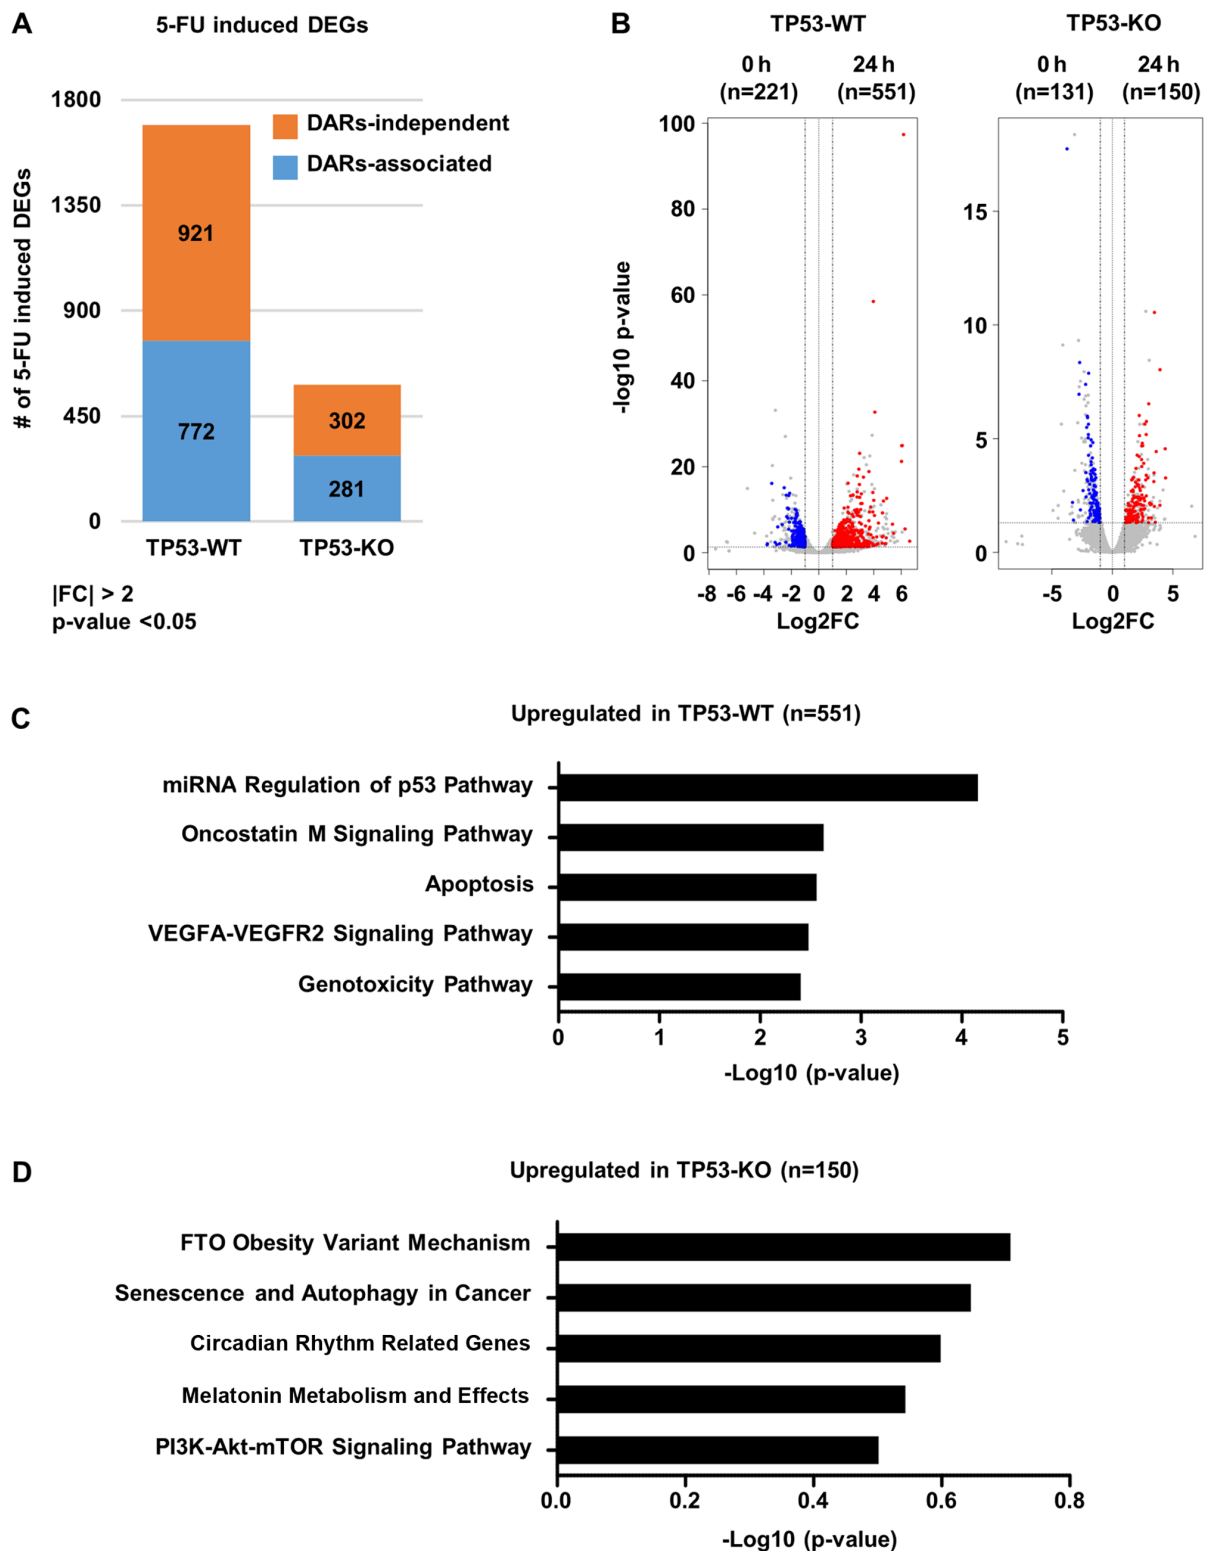 A
5-FU induced DEGs
# of 5-FU induced DEGs
1800
1350
900
450
0
DARs-independent
DARs-associated
921
772
302
281
TP53-WT
TP53-KO
|FC| > 2
p-value <0.05
B
TP53-WT
0 h
(n=221)
24 h
(n=551)
TP53-KO
0 h
(n=131)
24 h
(n=150)
-log10 p-value
100
80
60
40
20
0
-8 -6 -4 -2 0 2 4 6
Log2FC
15
10
5
0
-5 0 5
Log2FC
C
Upregulated in TP53-WT (n=551)
miRNA Regulation of p53 Pathway
Oncostatin M Signaling Pathway
Apoptosis
VEGFA-VEGFR2 Signaling Pathway
Genotoxicity Pathway
0 1 2 3 4 5
-Log10 (p-value)
D
Upregulated in TP53-KO (n=150)
FTO Obesity Variant Mechanism
Senescence and Autophagy in Cancer
Circadian Rhythm Related Genes
Melatonin Metabolism and Effects
PI3K-Akt-mTOR Signaling Pathway
0.0 0.2 0.4 0.6 0.8
-Log10 (p-value)